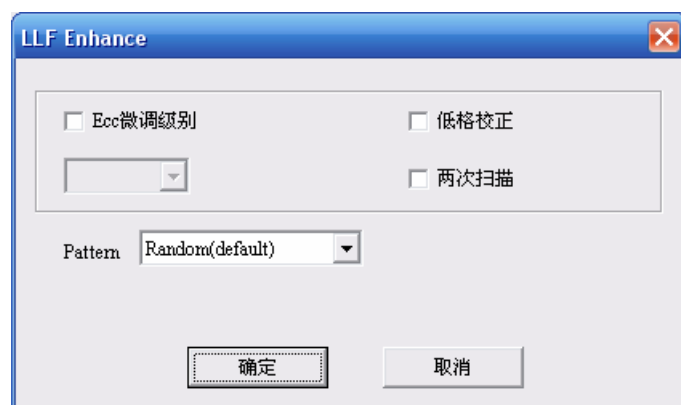 LLF Enhance
Ecc微调级别
低格校正
两次扫描
Pattern Random(default)
确定
取消